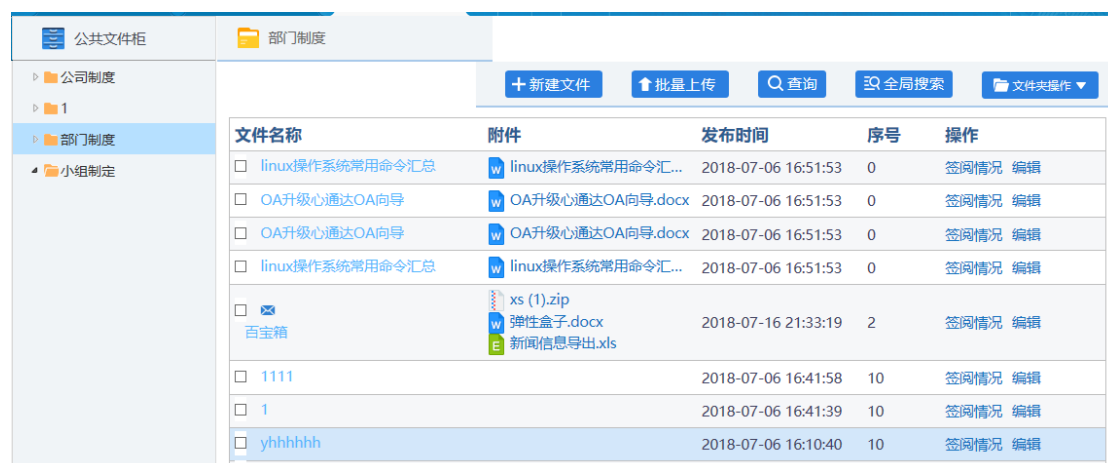 公共文件柜
部门制度
公司制度
1
部门制度
小组制定
新建文件 批量上传 查询 全局搜索 文件夹操作
文件名称 附件 发布时间 序号 操作
linux操作系统常用命令汇总 linux操作系统常用命令汇... 2018-07-06 16:51:53 0 签阅情况 编辑
OA升级心通达OA向导 OA升级心通达OA向导.docx 2018-07-06 16:51:53 0 签阅情况 编辑
OA升级心通达OA向导 OA升级心通达OA向导.docx 2018-07-06 16:51:53 0 签阅情况 编辑
linux操作系统常用命令汇总 linux操作系统常用命令汇... 2018-07-06 16:51:53 0 签阅情况 编辑
xs (1).zip
百宝箱 弹性盒子.docx 2018-07-16 21:33:19 2 签阅情况 编辑
新闻信息导出.xls
1111 2018-07-06 16:41:58 10 签阅情况 编辑
1 2018-07-06 16:41:39 10 签阅情况 编辑
yhhhhhh 2018-07-06 16:10:40 10 签阅情况 编辑